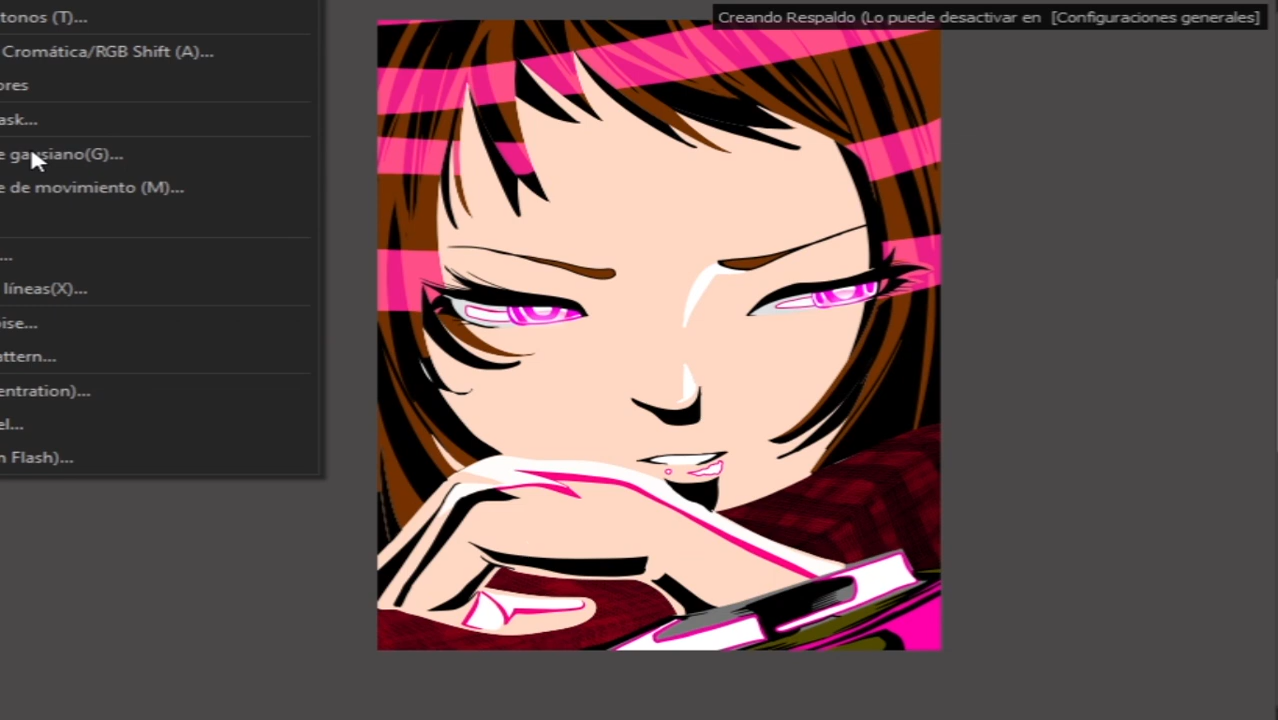 tonos (T)...
Cromática/RGB Shift (A)...
ores
ask...
e gausiano(G)...
e de movimiento (M)...
...
líneas(X)...
oise...
attern...
entration)...
el...
n Flash)...
Creando Respaldo (Lo puede desactivar en [Configuraciones generales]